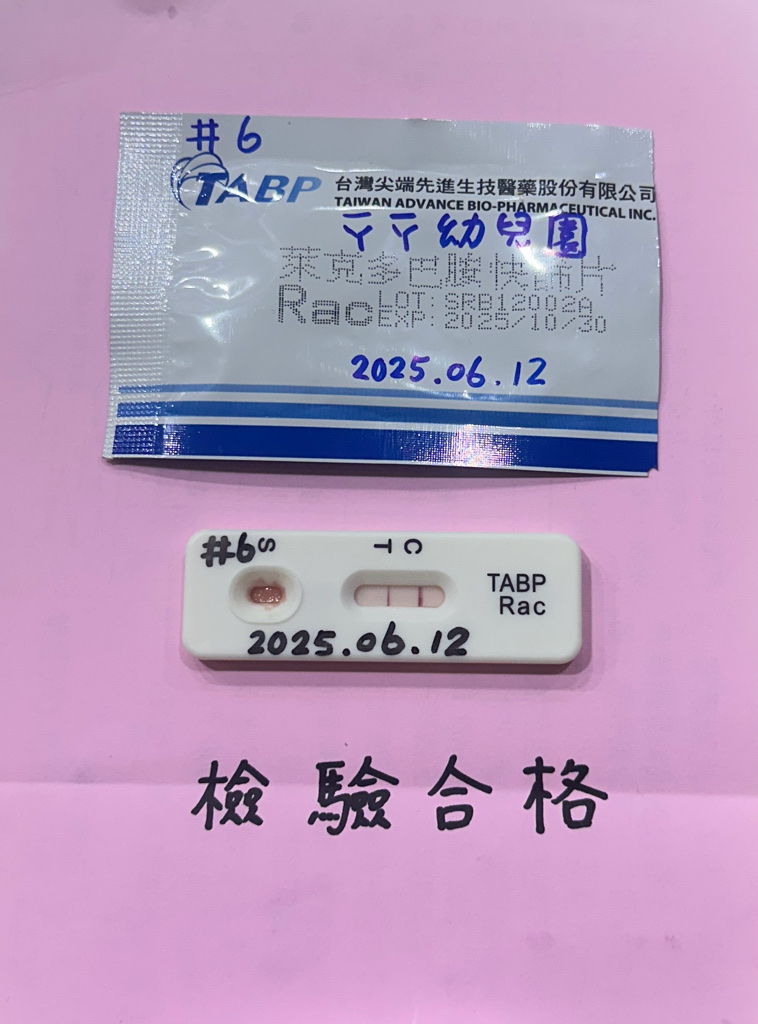 #6
TABP 台灣尖端先進生技醫藥股份有限公司
TAIWAN ADVANCE BIO-PHARMACEUTICAL INC.
ㄚㄚ幼兒園
萊克多巴胺快篩片
Rac LOT: SRB12002A
EXP: 2025/10/30
2025.06.12
#6 S T C
TABP
Rac
2025.06.12
檢驗合格